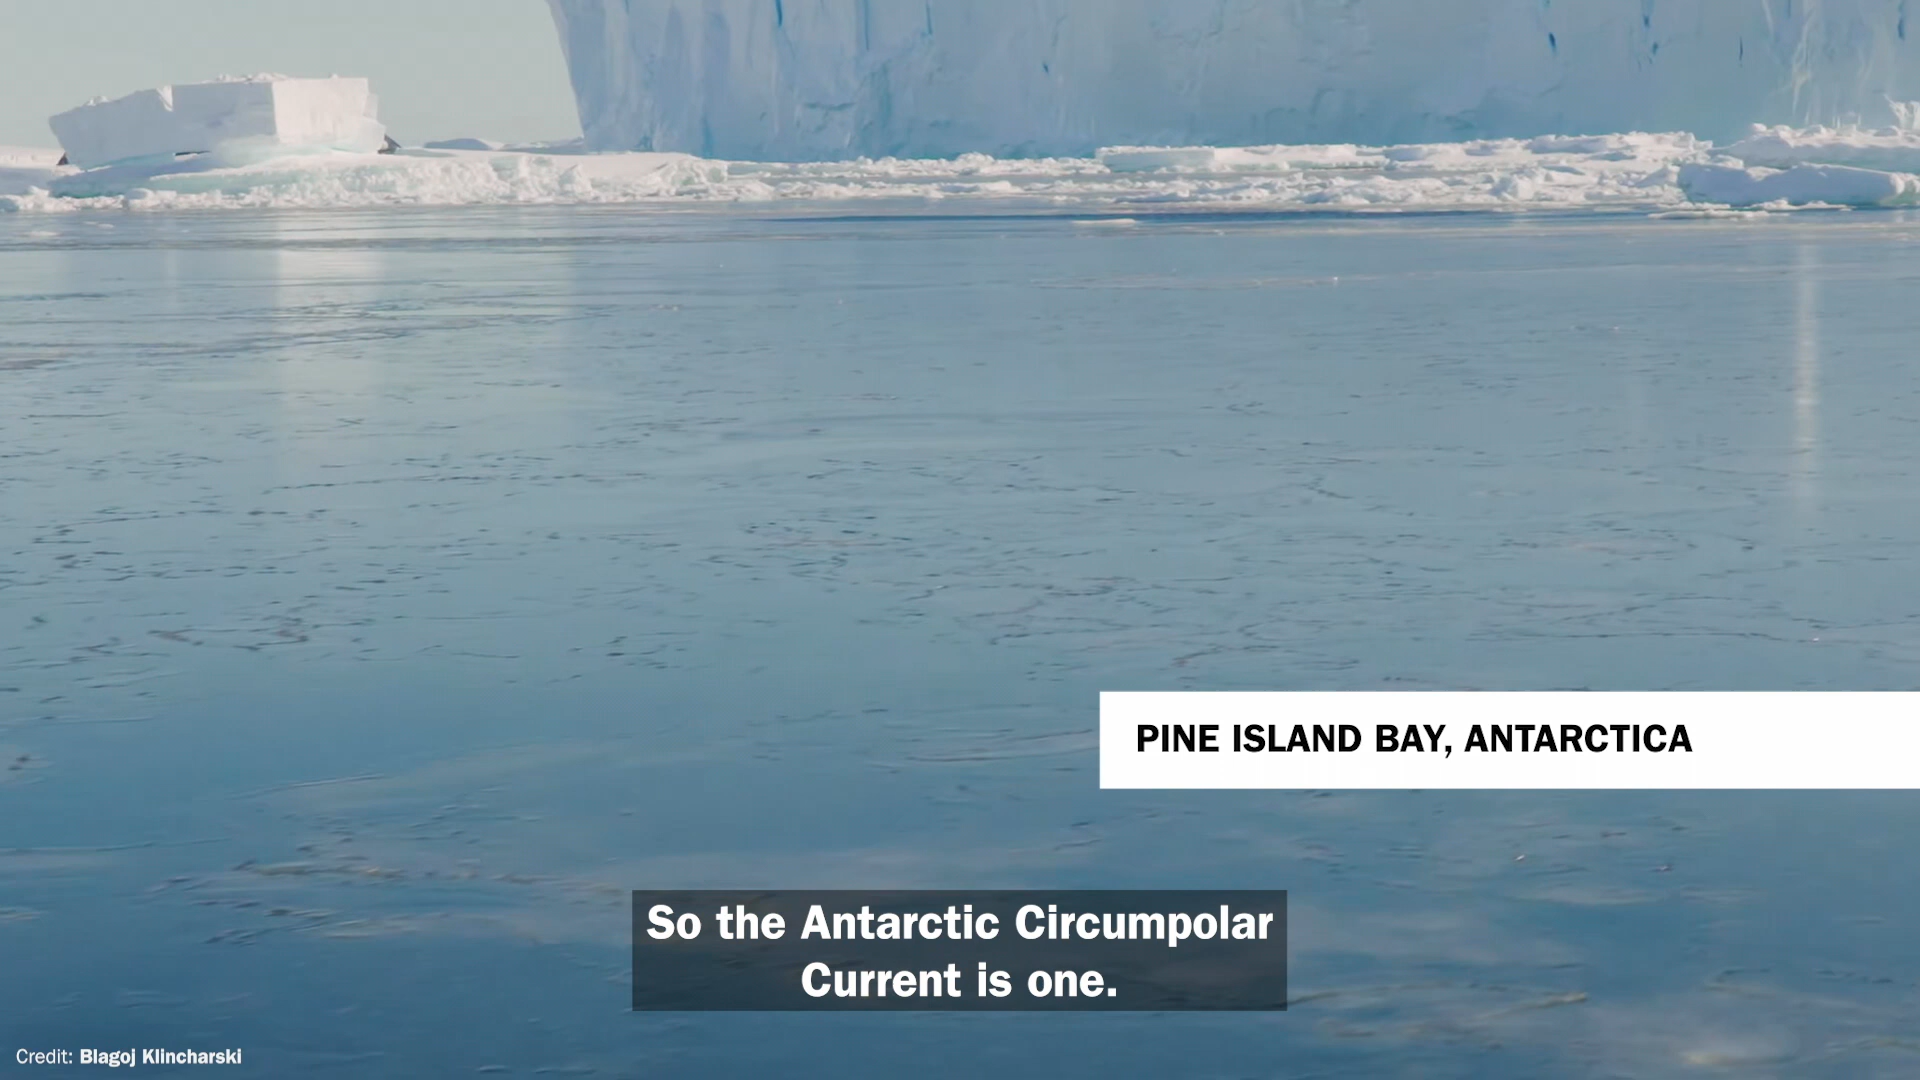 PINE ISLAND BAY, ANTARCTICA
So the Antarctic Circumpolar
Current is one.
Credit: Blagoj Klincharski